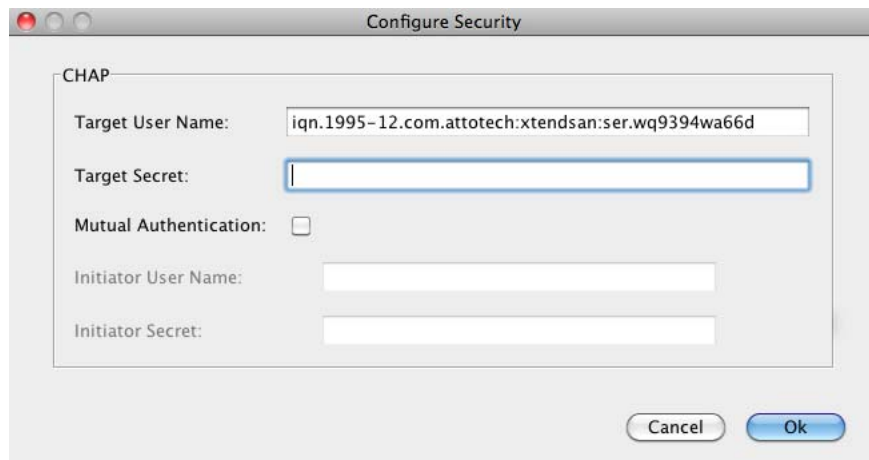 Configure Security
CHAP
Target User Name: iqn.1995-12.com.attotech:xtendsan:ser.wq9394wa66d
Target Secret:
Mutual Authentication:
Initiator User Name:
Initiator Secret:
Cancel Ok